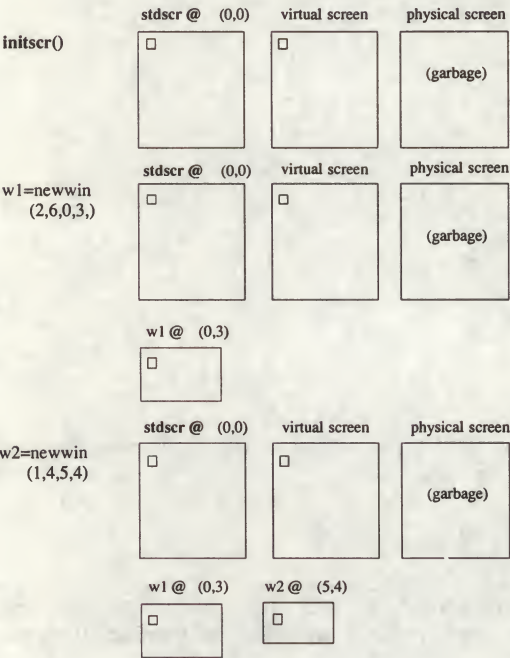 stdscr @ (0,0) virtual screen physical screen
initscr()
(garbage)
stdscr @ (0,0) virtual screen physical screen
w1=newwin
(2,6,0,3,)
(garbage)
w1 @ (0,3)
stdscr @ (0,0) virtual screen physical screen
w2=newwin
(1,4,5,4)
(garbage)
w1 @ (0,3) w2 @ (5,4)